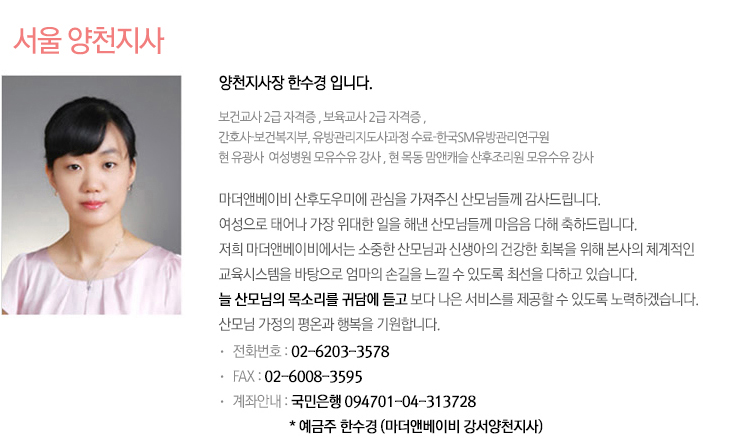 서울 양천지사
양천지사장 한수경 입니다.
보건교사 2급 자격증 , 보육교사 2급 자격증 ,
간호사-보건복지부, 유방관리지도사과정 수료-한국SM유방관리연구원
현 유광사 여성병원 모유수유 강사 , 현 목동 맘앤캐슬 산후조리원 모유수유 강사
마더앤베이비 산후도우미에 관심을 가져주신 산모님들께 감사드립니다.
여성으로 태어나 가장 위대한 일을 해낸 산모님들께 마음음 다해 축하드립니다.
저희 마더앤베이비에서는 소중한 산모님과 신생아의 건강한 회복을 위해 본사의 체계적인
교육시스템을 바탕으로 엄마의 손길을 느낄 수 있도록 최선을 다하고 있습니다.
늘 산모님의 목소리를 귀담에 듣고 보다 나은 서비스를 제공할 수 있도록 노력하겠습니다.
산모님 가정의 평온과 행복을 기원합니다.
· 전화번호 : 02-6203-3578
· FAX : 02-6008-3595
· 계좌안내 : 국민은행 094701-04-313728
* 예금주 한수경 (마더앤베이비 강서양천지사)